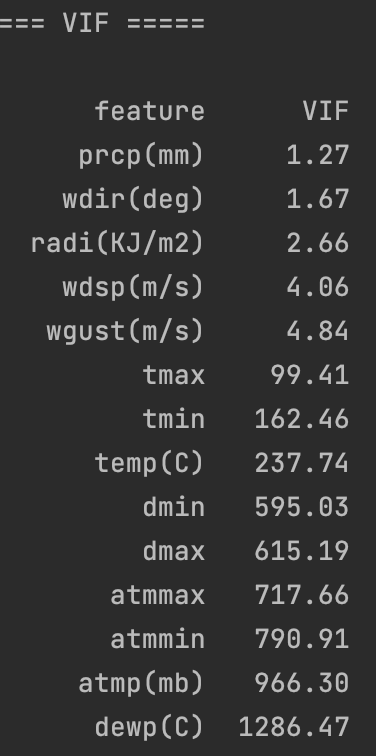 === VIF =====
feature VIF
prcp(mm) 1.27
wdir(deg) 1.67
radi(KJ/m2) 2.66
wdsp(m/s) 4.06
wgust(m/s) 4.84
tmax 99.41
tmin 162.46
temp(C) 237.74
dmin 595.03
dmax 615.19
atmmax 717.66
atmmin 790.91
atmp(mb) 966.30
dewp(C) 1286.47